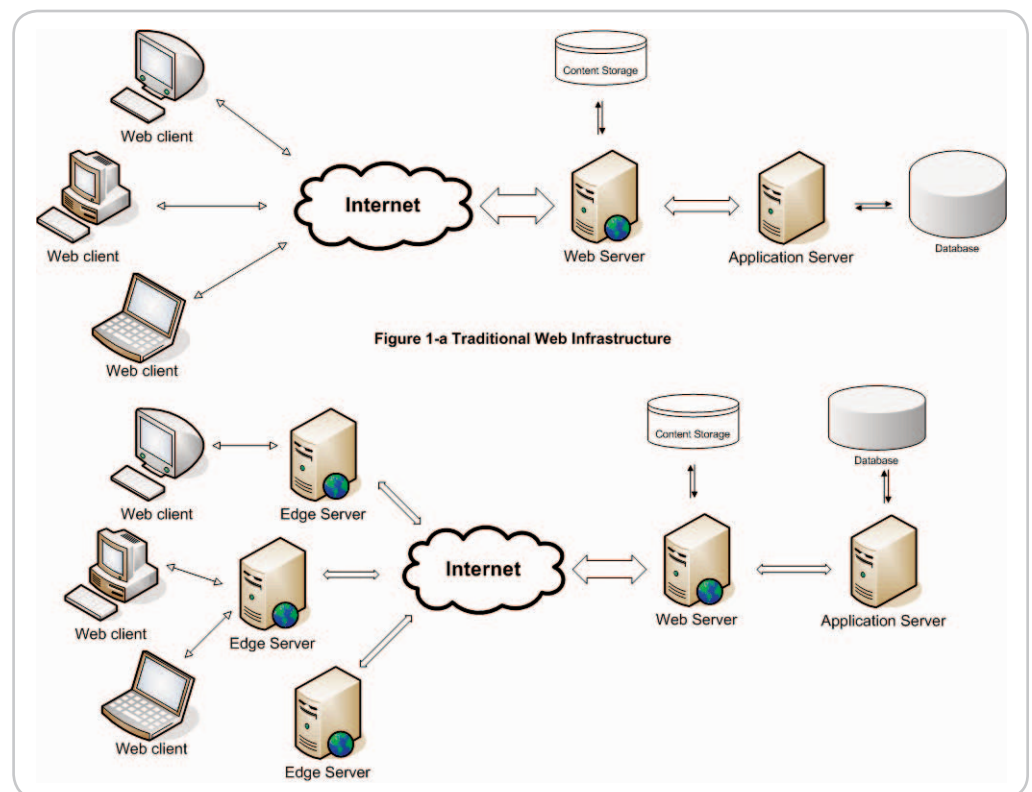 Content Storage
Web client
Internet
Web client
Web Server
Application Server
Database
Web client
Figure 1-a Traditional Web Infrastructure
Content Storage
Database
Web client
Edge Server
Internet
Web client
Edge Server
Web Server
Application Server
Web client
Edge Server